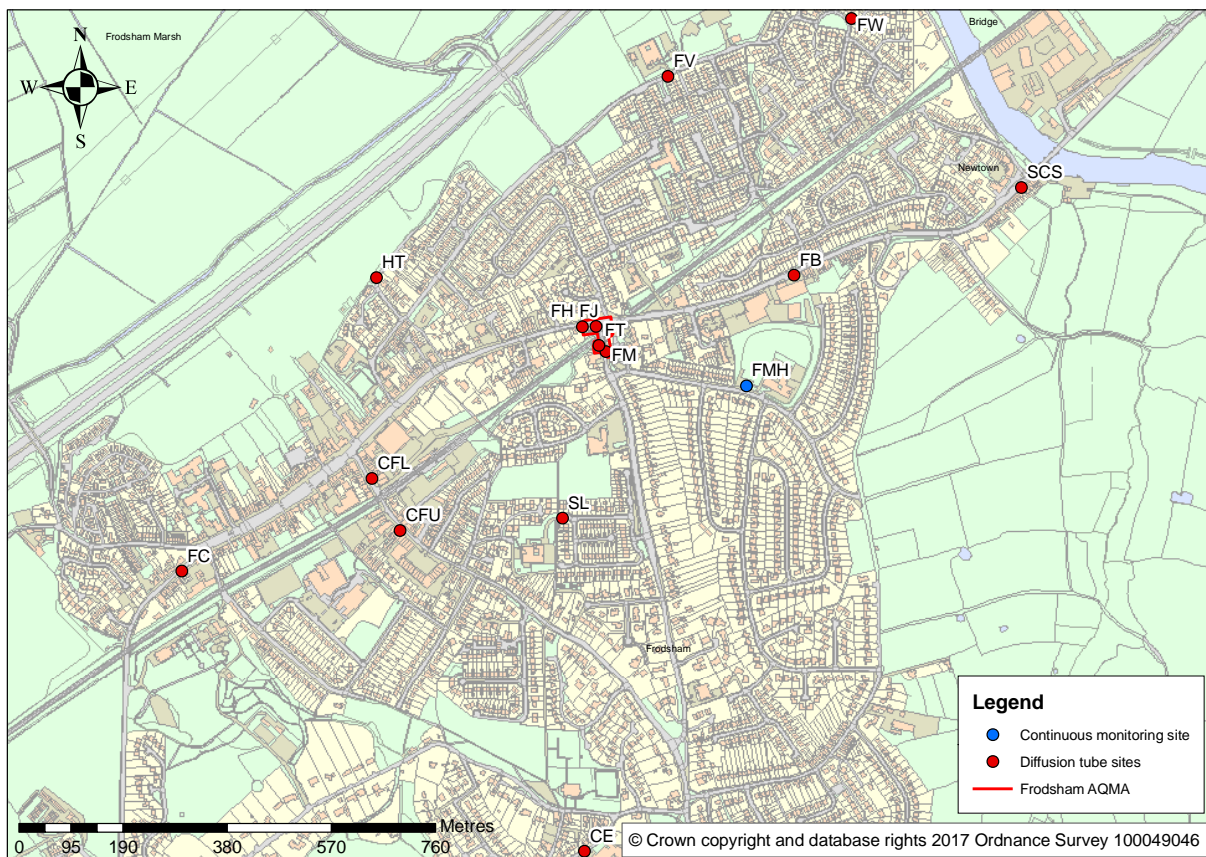 Frodsham Marsh
N
W
E
S
Bridge
FW
FV
Newtown
SCS
HT
FB
FH FJ
FT
FM
FMH
CFL
CFU
SL
FC
Frodsham
Legend
Continuous monitoring site
Diffusion tube sites
Frodsham AQMA
Metres
0 95 190 380 570 760
CE
© Crown copyright and database rights 2017 Ordnance Survey 100049046